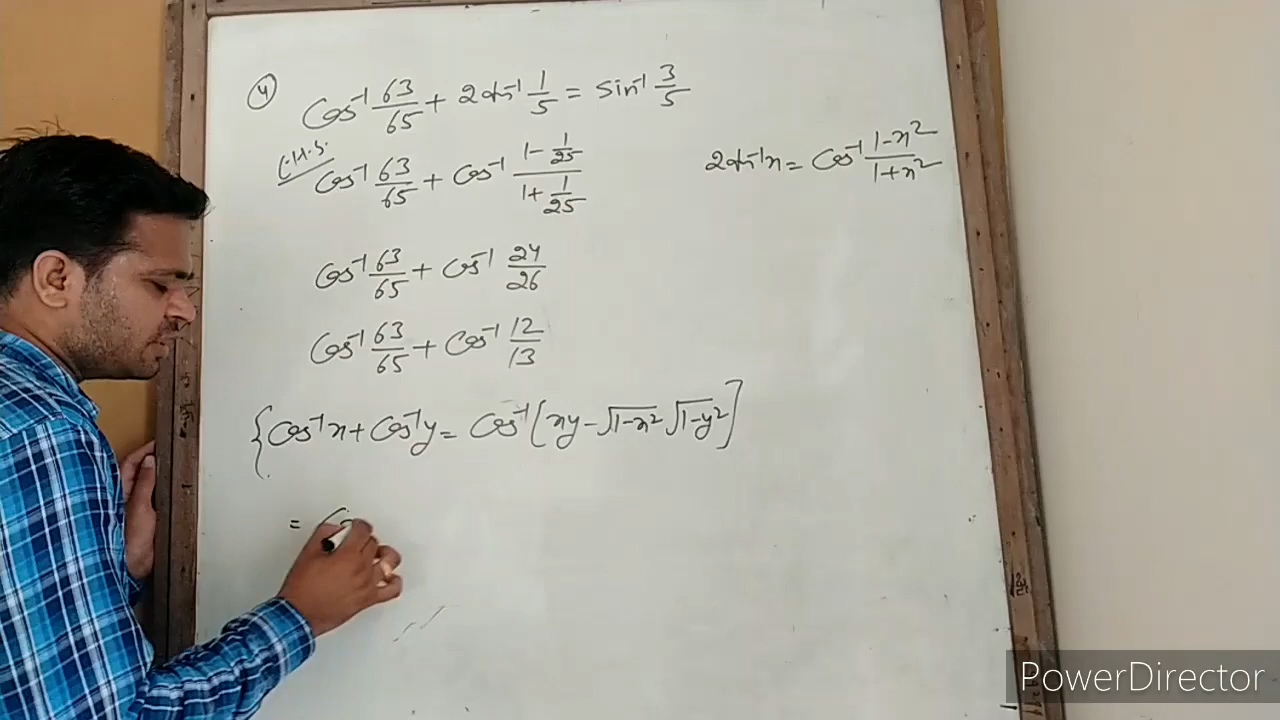 ④ Cos⁻¹ 63/65 + 2tan⁻¹ 1/5 = Sin⁻¹ 3/5
L.H.S. Cos⁻¹ 63/65 + Cos⁻¹ (1 - 1/25)/(1 + 1/25)
2tan⁻¹x = Cos⁻¹ (1-x²)/(1+x²)
Cos⁻¹ 63/65 + Cos⁻¹ 24/26
Cos⁻¹ 63/65 + Cos⁻¹ 12/13
{Cos⁻¹x + Cos⁻¹y = Cos⁻¹[xy - √1-x² √1-y²]
=
PowerDirector